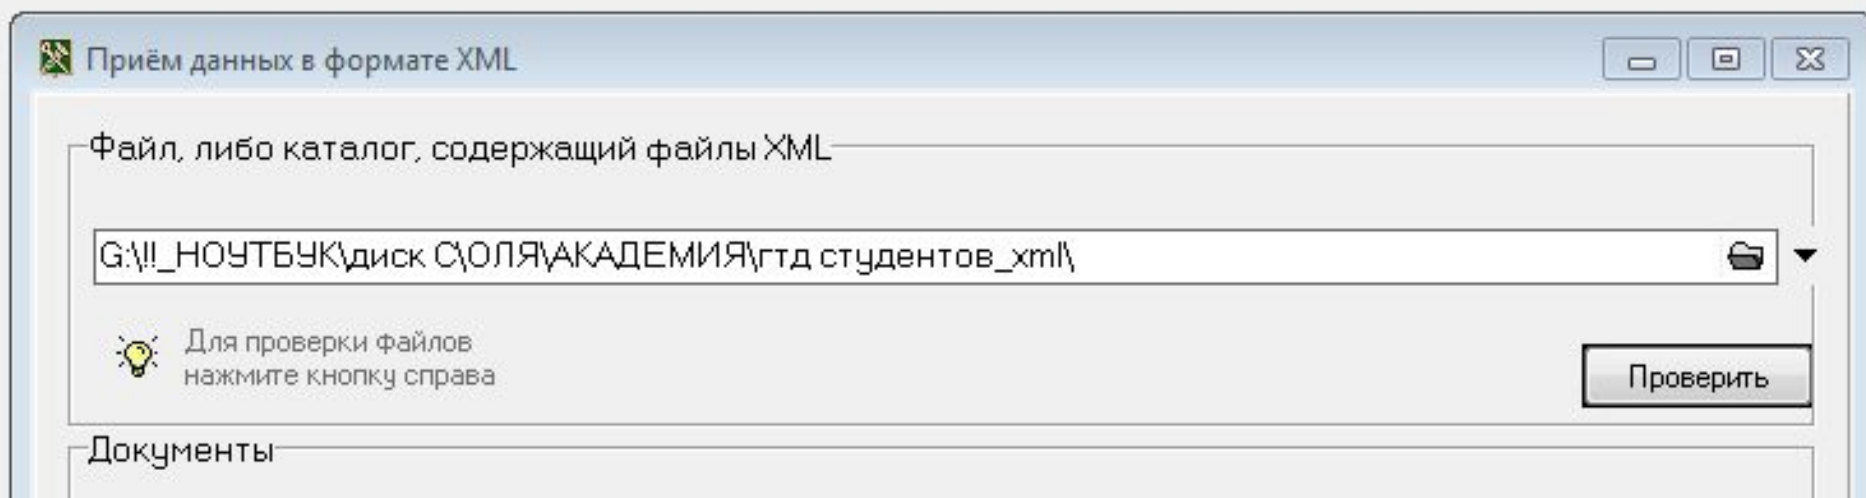 Приём данных в формате XML
Файл, либо каталог, содержащий файлы XML
G:\!!_НОУТБУК\диск C\ОЛЯ\АКАДЕМИЯ\гтд студентов_xml\
Для проверки файлов
нажмите кнопку справа
Проверить
Документы